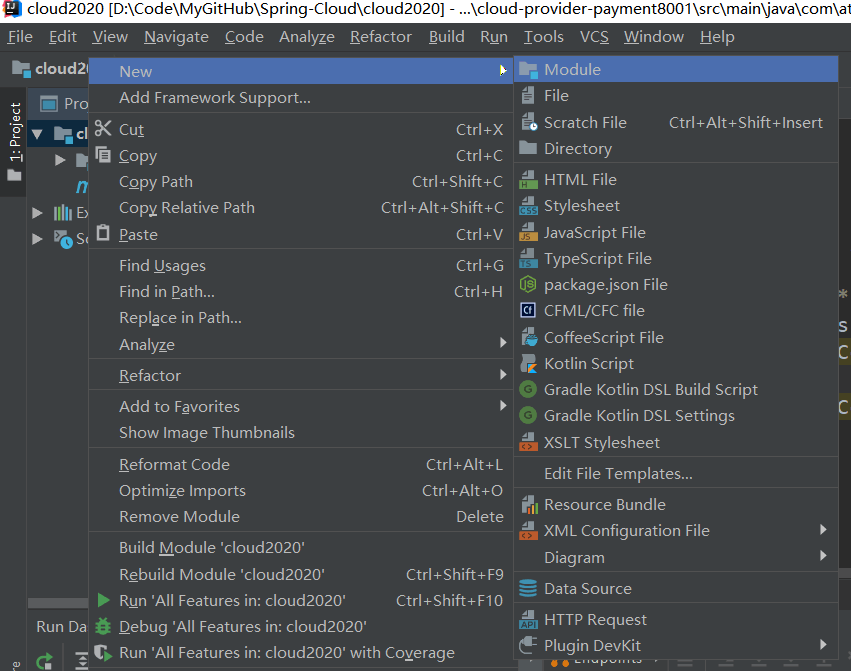 cloud2020 [D:\Code\MyGitHub\Spring-Cloud\cloud2020] - ...\cloud-provider-payment8001\src\main\java\com\at
File Edit View Navigate Code Analyze Refactor Build Run Tools VCS Window Help
cloud2
1: Project
Pro
cl
m
Ex
Sc
New
Add Framework Support...
Cut Ctrl+X
Copy Ctrl+C
Copy Path Ctrl+Shift+C
Copy Relative Path Ctrl+Alt+Shift+C
Paste Ctrl+V
Find Usages Ctrl+G
Find in Path... Ctrl+H
Replace in Path...
Analyze
Refactor
Add to Favorites
Show Image Thumbnails
Reformat Code Ctrl+Alt+L
Optimize Imports Ctrl+Alt+O
Remove Module Delete
Build Module 'cloud2020'
Rebuild Module 'cloud2020' Ctrl+Shift+F9
Run 'All Features in: cloud2020' Ctrl+Shift+F10
Debug 'All Features in: cloud2020'
Run 'All Features in: cloud2020' with Coverage
Module
File
Scratch File Ctrl+Alt+Shift+Insert
Directory
HTML File
Stylesheet
JavaScript File
TypeScript File
package.json File
CFML/CFC file
CoffeeScript File
Kotlin Script
Gradle Kotlin DSL Build Script
Gradle Kotlin DSL Settings
XSLT Stylesheet
Edit File Templates...
Resource Bundle
XML Configuration File
Diagram
Data Source
HTTP Request
Plugin DevKit
*
s
C
C
Run Da
Endpoints